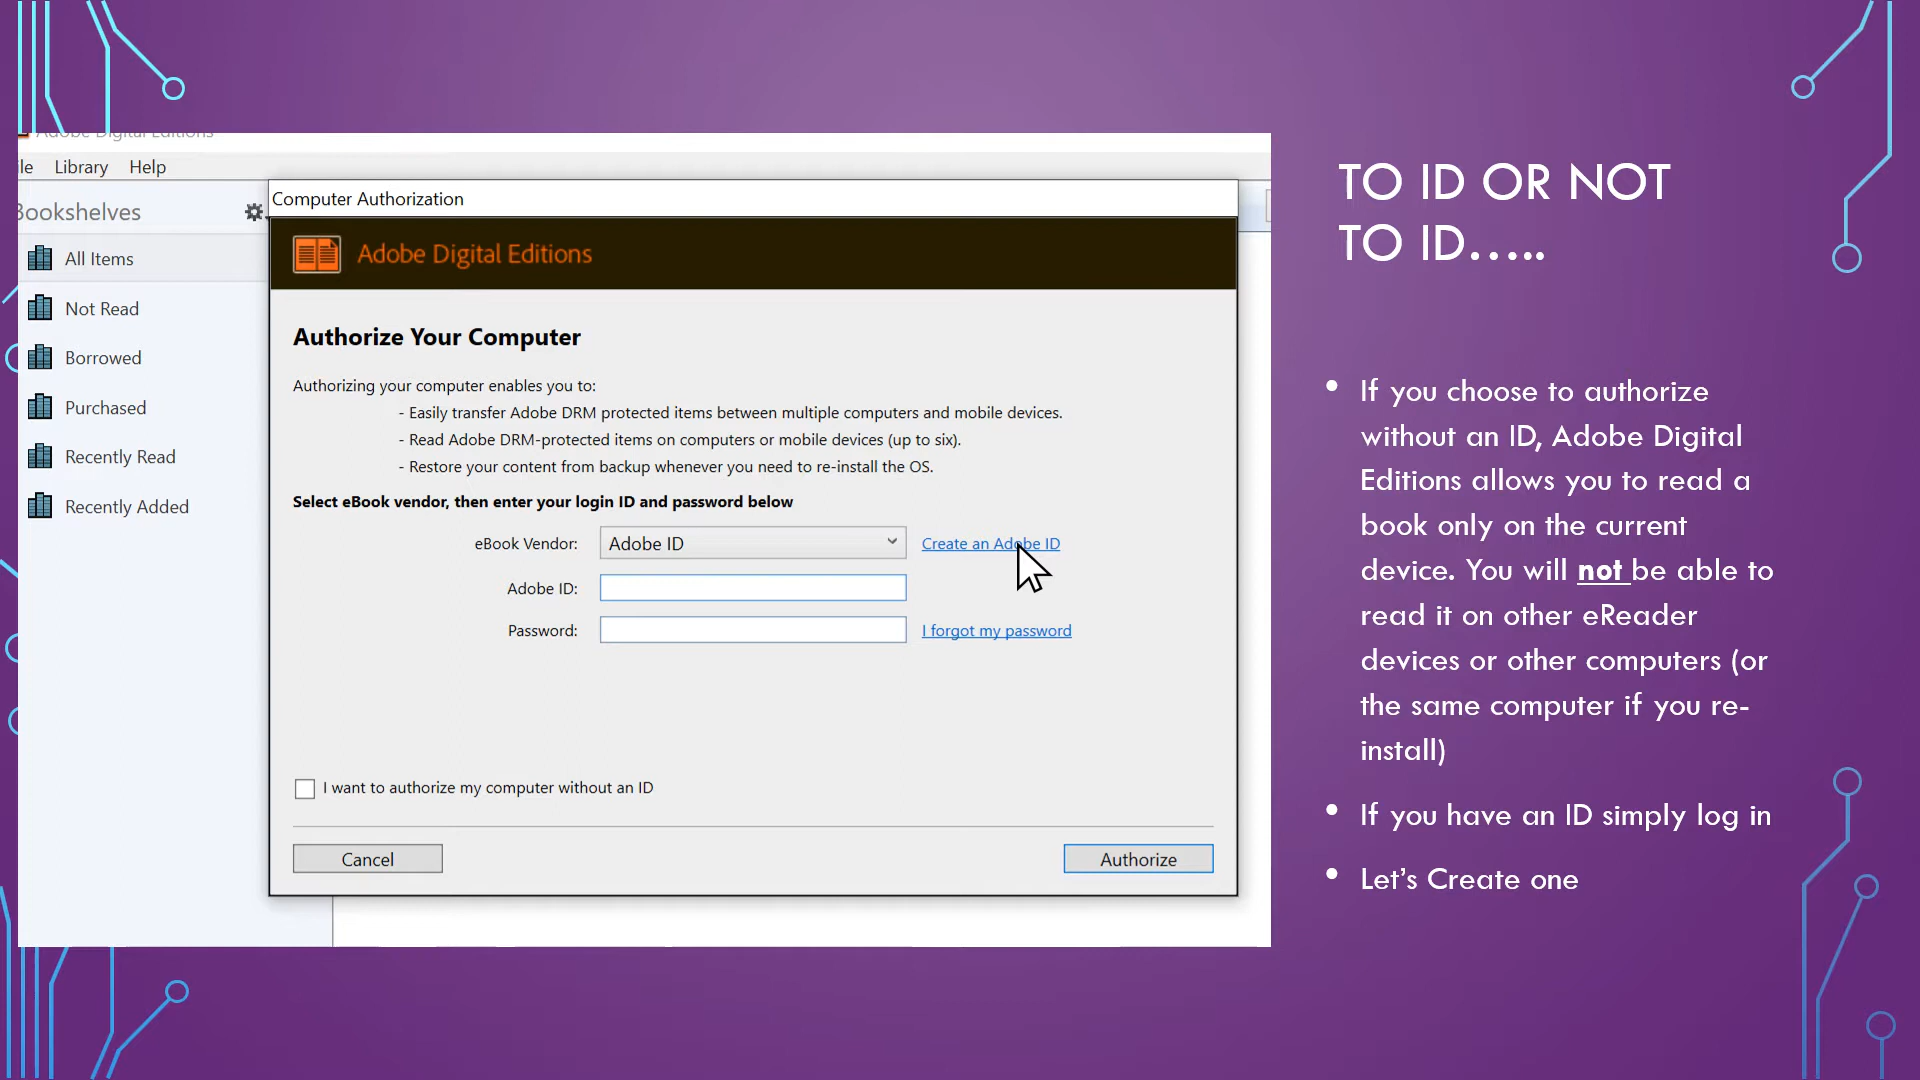 Adobe Digital Editions
ile Library Help
Bookshelves
All Items
Not Read
Borrowed
Purchased
Recently Read
Recently Added
Computer Authorization
Adobe Digital Editions
Authorize Your Computer
Authorizing your computer enables you to:
- Easily transfer Adobe DRM protected items between multiple computers and mobile devices.
- Read Adobe DRM-protected items on computers or mobile devices (up to six).
- Restore your content from backup whenever you need to re-install the OS.
Select eBook vendor, then enter your login ID and password below
eBook Vendor: Adobe ID Create an Adobe ID
Adobe ID:
Password: I forgot my password
I want to authorize my computer without an ID
Cancel Authorize
TO ID OR NOT
TO ID…..
• If you choose to authorize
without an ID, Adobe Digital
Editions allows you to read a
book only on the current
device. You will not be able to
read it on other eReader
devices or other computers (or
the same computer if you re-
install)
• If you have an ID simply log in
• Let's Create one